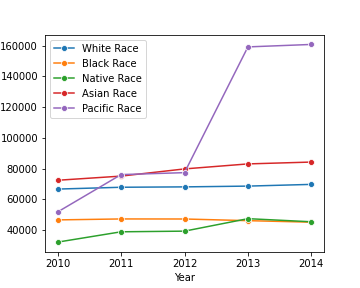 160000
140000
120000
100000
80000
60000
40000
White Race
Black Race
Native Race
Asian Race
Pacific Race
2010 2011 2012 2013 2014
Year